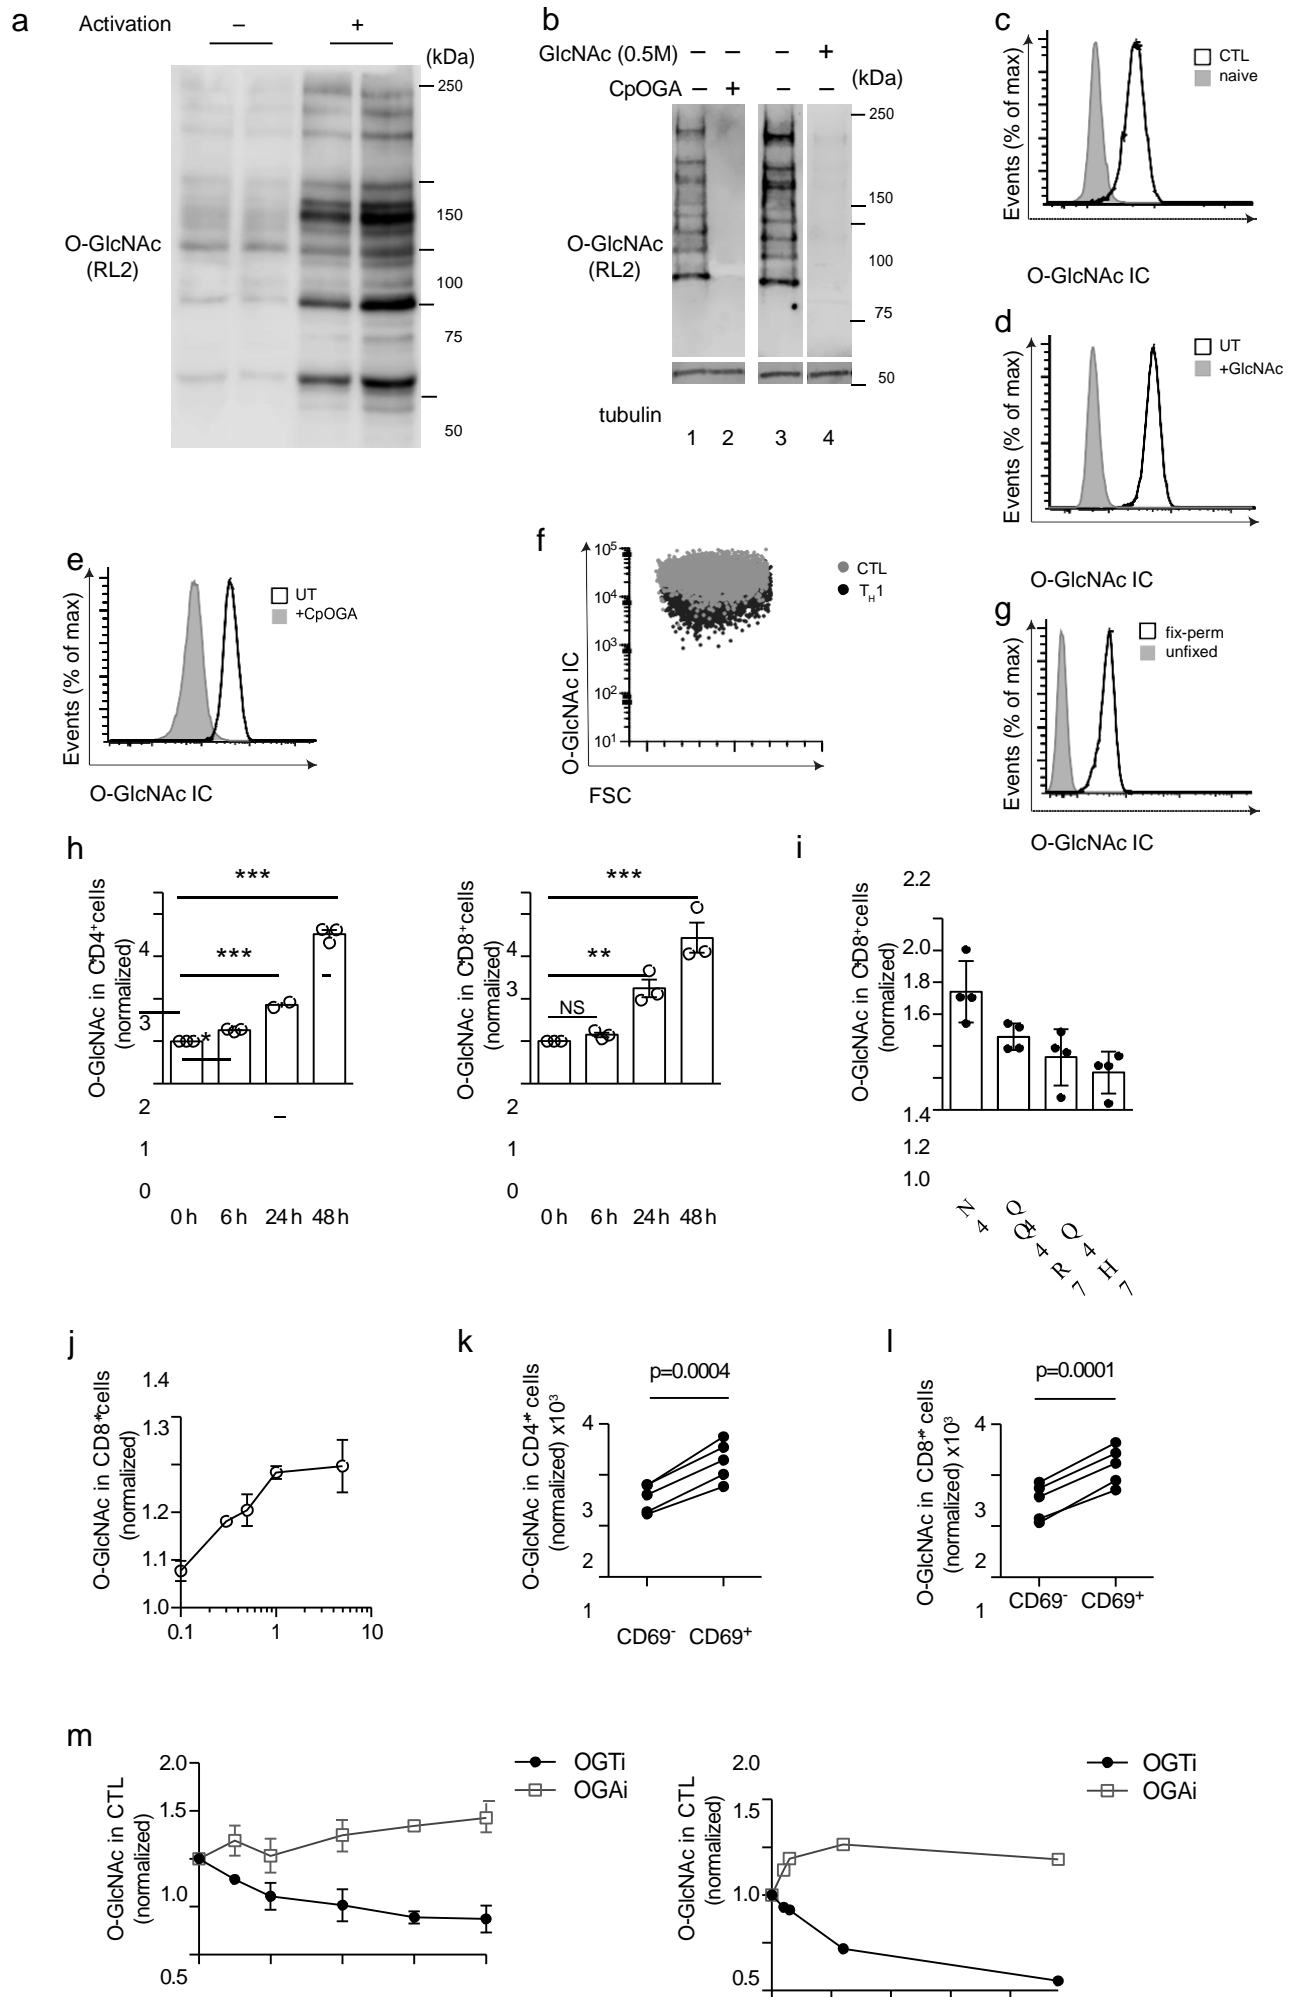 a
Activation – +
(kDa)
250
150
100
75
50
O-GlcNAc
(RL2)
b
GlcNAc (0.5M) – – – +
CpOGA – + – –
(kDa)
250
150
100
75
50
O-GlcNAc
(RL2)
tubulin
1 2 3 4
c
Events (% of max)
CTL
naive
O-GlcNAc IC
d
Events (% of max)
UT
+GlcNAc
O-GlcNAc IC
e
Events (% of max)
UT
+CpOGA
O-GlcNAc IC
f
O-GlcNAc IC
10⁵
10⁴
10³
10²
10¹
FSC
CTL
TH1
g
Events (% of max)
fix-perm
unfixed
O-GlcNAc IC
h
O-GlcNAc in CD4⁺ cells
(normalized)
***
***
*
4
3
2
1
0
0 h 6 h 24 h 48 h
O-GlcNAc in CD8⁺ cells
(normalized)
***
**
NS
4
3
2
1
0
0 h 6 h 24 h 48 h
i
O-GlcNAc in CD8⁺ cells
(normalized)
2.2
2.0
1.8
1.6
1.4
1.2
1.0
N4 Q4 Q4R7 Q4H7
j
O-GlcNAc in CD8⁺ cells
(normalized)
1.4
1.3
1.2
1.1
1.0
0.1 1 10
k
O-GlcNAc in CD4⁺ cells
(normalized) x10³
p=0.0004
4
3
2
1
CD69⁻ CD69⁺
l
O-GlcNAc in CD8⁺ cells
(normalized) x10³
p=0.0001
4
3
2
1
CD69⁻ CD69⁺
m
O-GlcNAc in CTL
(normalized)
2.0
1.5
1.0
0.5
OGTi
OGAi
O-GlcNAc in CTL
(normalized)
2.0
1.5
1.0
0.5
OGTi
OGAi